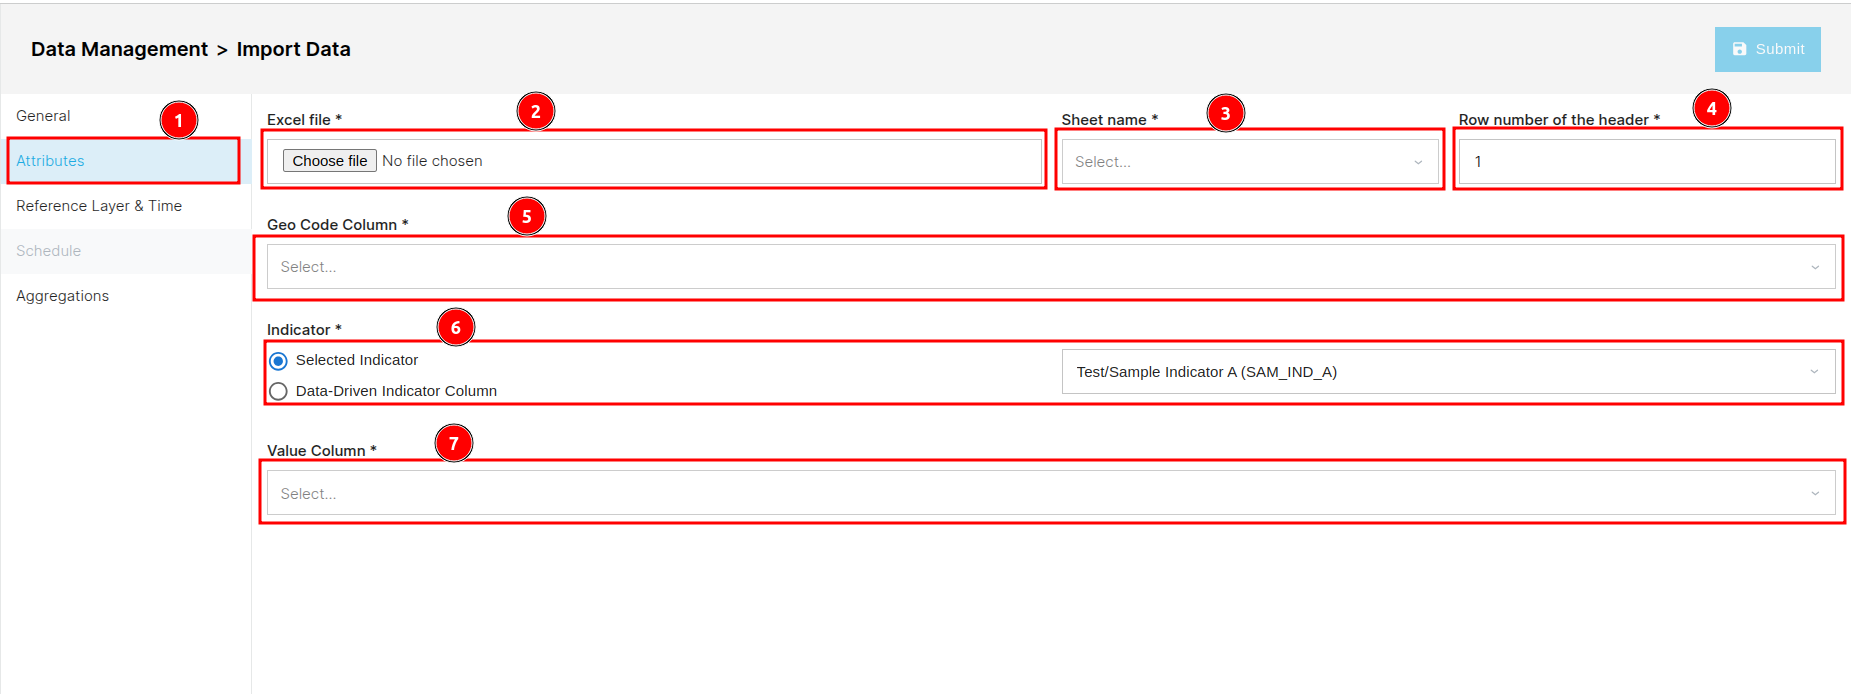 Data Management > Import Data
Submit
General
1
Attributes
Reference Layer & Time
Schedule
Aggregations
Excel file *
2
Choose file No file chosen
Sheet name *
3
Select...
Row number of the header *
4
1
Geo Code Column *
5
Select...
Indicator *
6
Selected Indicator
Data-Driven Indicator Column
Test/Sample Indicator A (SAM_IND_A)
Value Column *
7
Select...